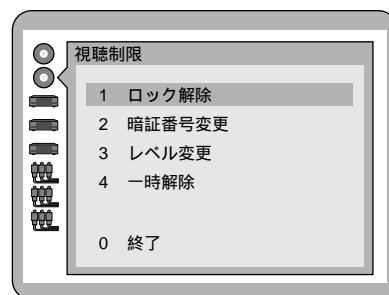 視聴制限
1 ロック解除
2 暗証番号変更
3 レベル変更
4 一時解除
0 終了